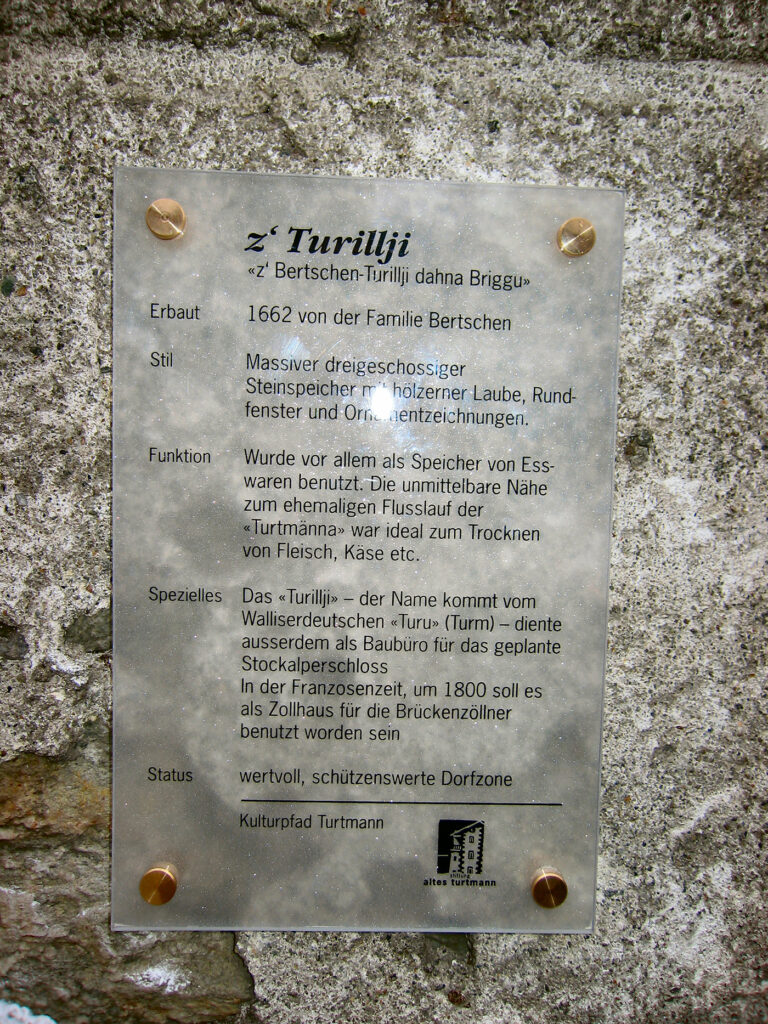 z' Turillji
«z' Bertschen-Turillji dahna Briggu»
Erbaut 1662 von der Familie Bertschen
Stil Massiver dreigeschossiger
Steinspeicher mit hölzerner Laube, Rund-
fenster und Ornamentzeichnungen.
Funktion Wurde vor allem als Speicher von Ess-
waren benutzt. Die unmittelbare Nähe
zum ehemaligen Flusslauf der
«Turtmänna» war ideal zum Trocknen
von Fleisch, Käse etc.
Spezielles Das «Turillji» – der Name kommt vom
Walliserdeutschen «Turu» (Turm) – diente
ausserdem als Baubüro für das geplante
Stockalperschloss
In der Franzosenzeit, um 1800 soll es
als Zollhaus für die Brückenzöllner
benutzt worden sein
Status wertvoll, schützenswerte Dorfzone
Kulturpfad Turtmann
stiftung
altes turtmann